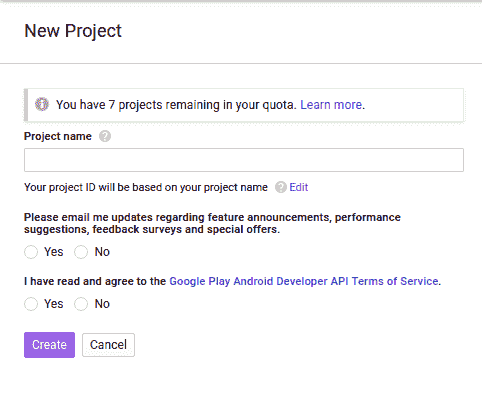 New Project
You have 7 projects remaining in your quota. Learn more.
Project name ?
Your project ID will be based on your project name ? Edit
Please email me updates regarding feature announcements, performance
suggestions, feedback surveys and special offers.
Yes No
I have read and agree to the Google Play Android Developer API Terms of Service.
Yes No
Create Cancel